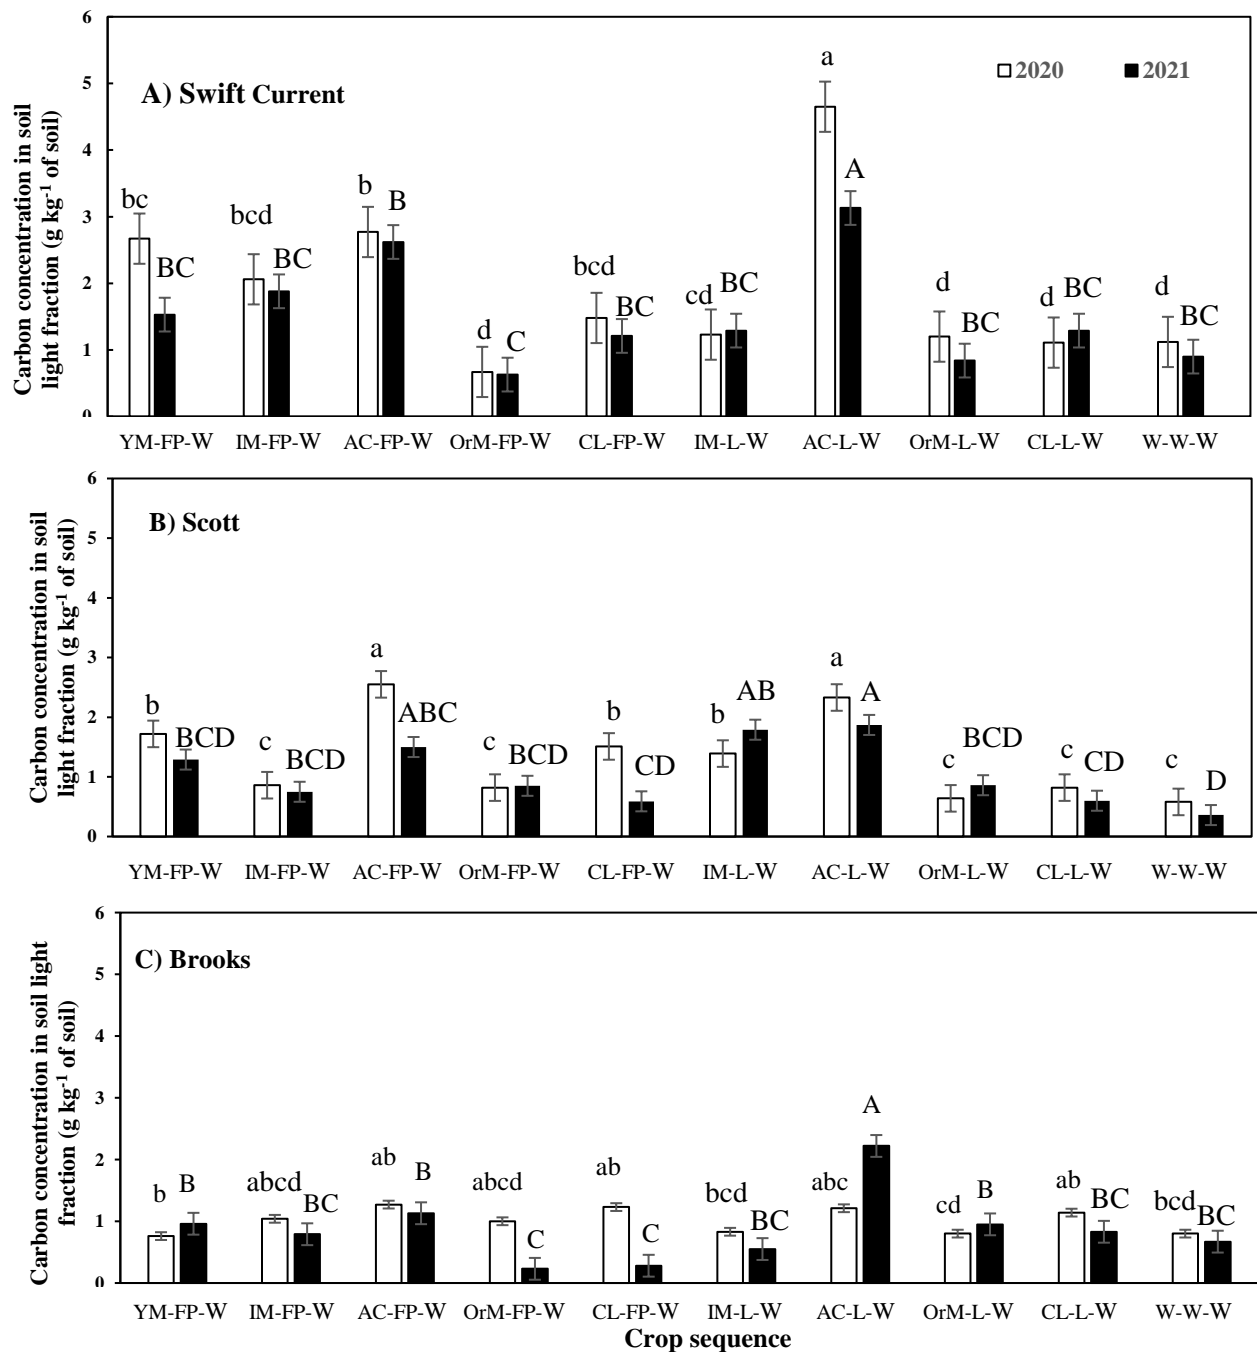 6
5
4
3
2
1
0
Carbon concentration in soil
light fraction (g kg-1 of soil)
A) Swift Current
2020 2021
bc BC bcd BC b B d C bcd BC cd BC a A d BC d BC d BC
YM-FP-W IM-FP-W AC-FP-W OrM-FP-W CL-FP-W IM-L-W AC-L-W OrM-L-W CL-L-W W-W-W
6
5
4
3
2
1
0
Carbon concentration in soil
light fraction (g kg-1 of soil)
B) Scott
b BCD c BCD a ABC c BCD b CD b AB a A c BCD c CD c D
YM-FP-W IM-FP-W AC-FP-W OrM-FP-W CL-FP-W IM-L-W AC-L-W OrM-L-W CL-L-W W-W-W
6
5
4
3
2
1
0
Carbon concentration in soil light
fraction (g kg-1 of soil)
C) Brooks
b B abcd BC ab B abcd C ab C bcd BC abc A cd B ab BC bcd BC
YM-FP-W IM-FP-W AC-FP-W OrM-FP-W CL-FP-W IM-L-W AC-L-W OrM-L-W CL-L-W W-W-W
Crop sequence